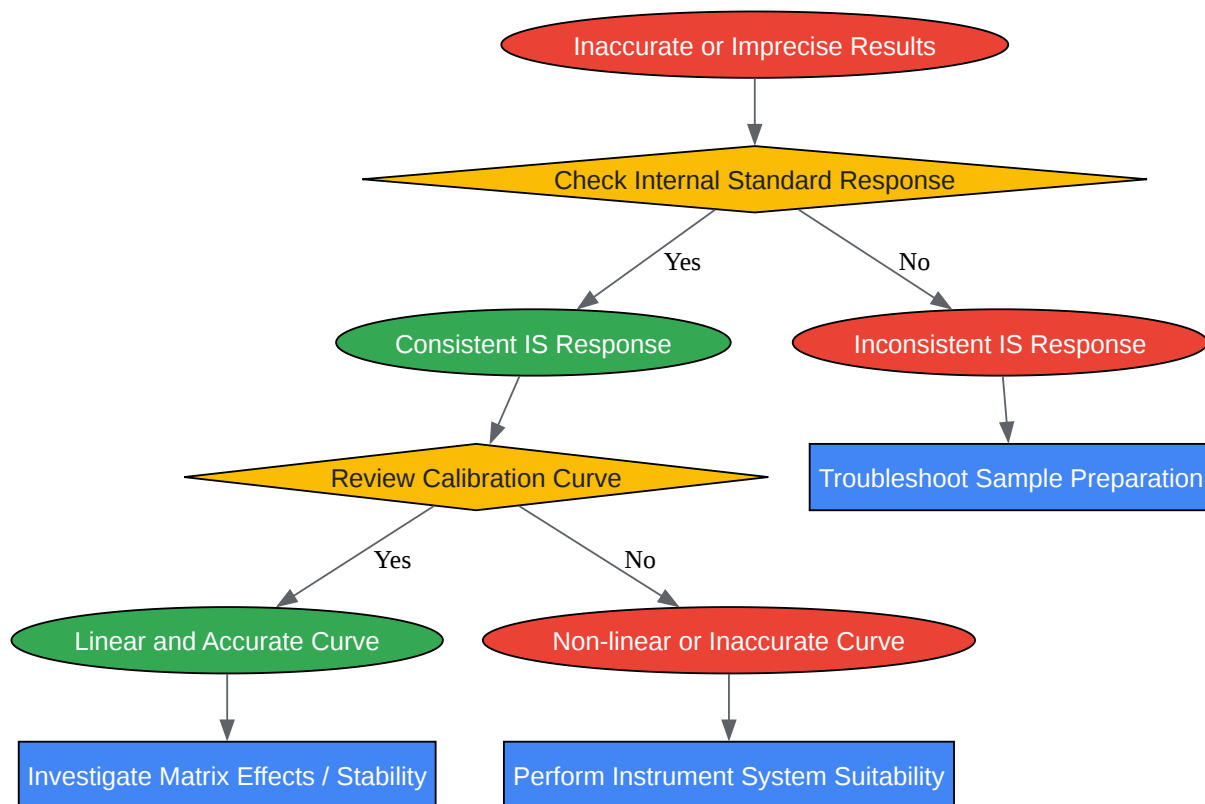 Inaccurate or Imprecise Results
Check Internal Standard Response
Yes
No
Consistent IS Response
Inconsistent IS Response
Review Calibration Curve
Troubleshoot Sample Preparation
Yes
No
Linear and Accurate Curve
Non-linear or Inaccurate Curve
Investigate Matrix Effects / Stability
Perform Instrument System Suitability